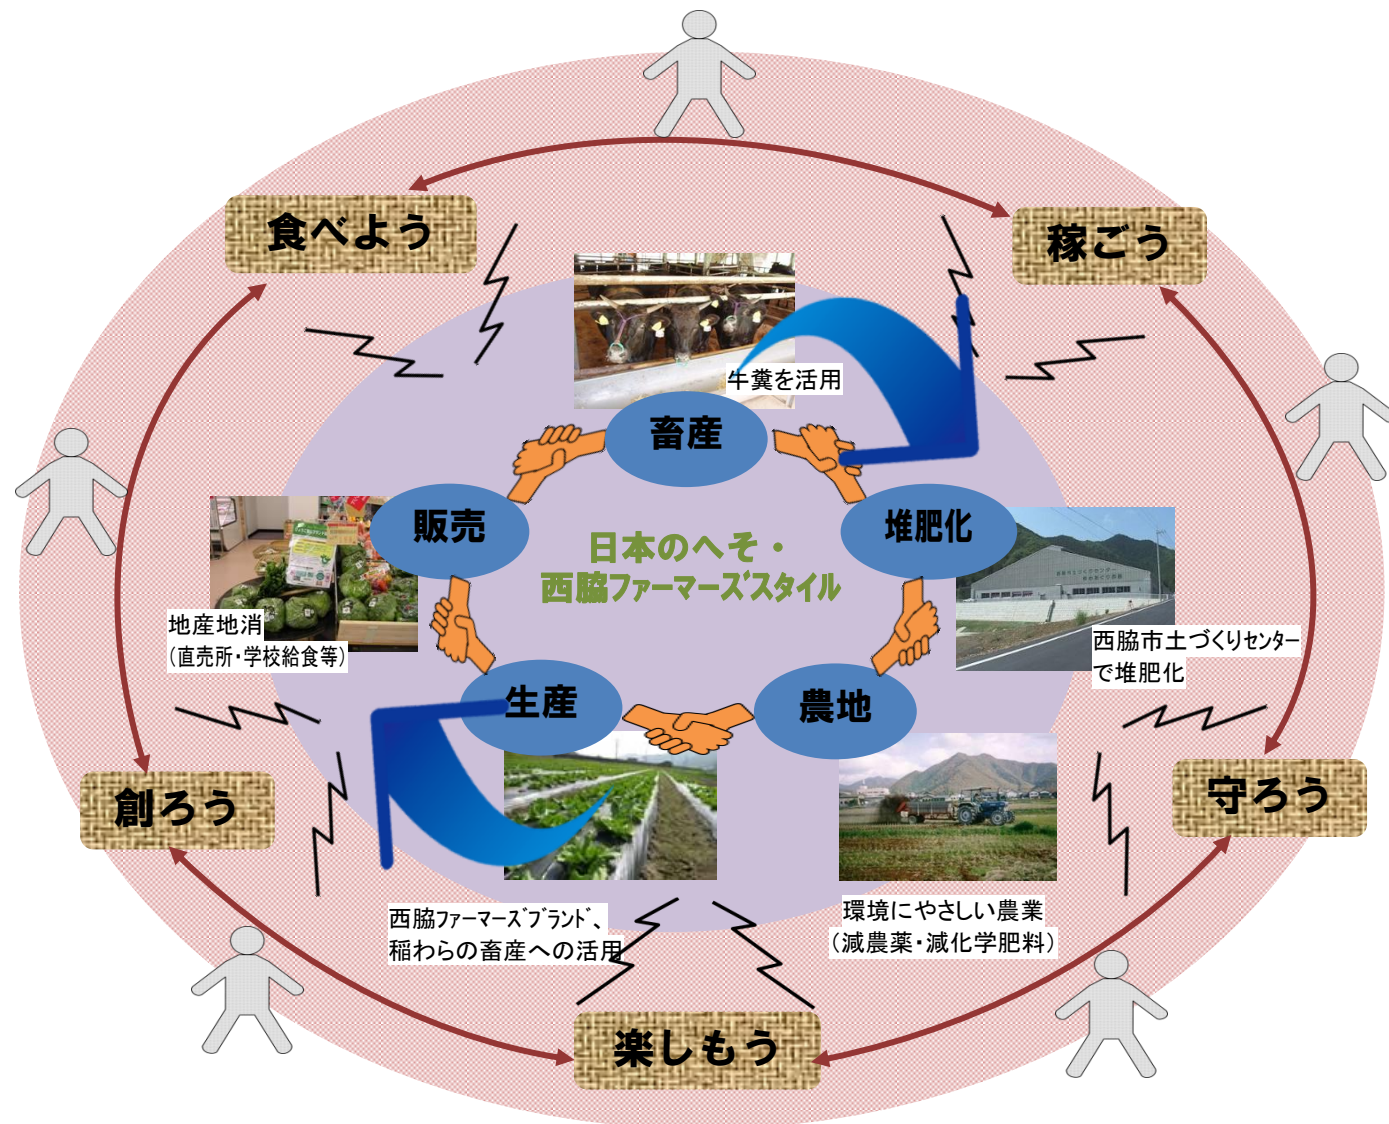 食べよう
稼ごう
牛糞を活用
畜産
販売
堆肥化
日本のへそ・
西脇ファーマーズスタイル
地産地消
（直売所・学校給食等）
西脇市土づくりセンター
で堆肥化
生産
農地
創ろう
守ろう
西脇ファーマーズブランド、
稲わらの畜産への活用
環境にやさしい農業
（減農薬・減化学肥料）
楽しもう